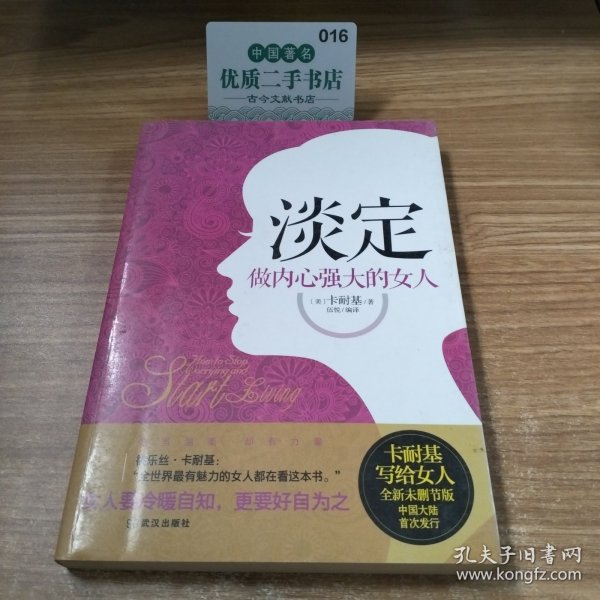 016
中国著名
优质二手书店
古今文献书店
淡定
做内心强大的女人
[美] 卡耐基/著
伍悦/编译
How to Stop
Worrying and
Start Living
却有力量
桃乐丝·卡耐基：
“全世界最有魅力的女人都在看这本书。”
女人要冷暖自知，更要好自为之
武汉出版社
卡耐基
写给女人
全新未删节版
中国大陆
首次发行
孔夫子旧书网
www.kongfz.com